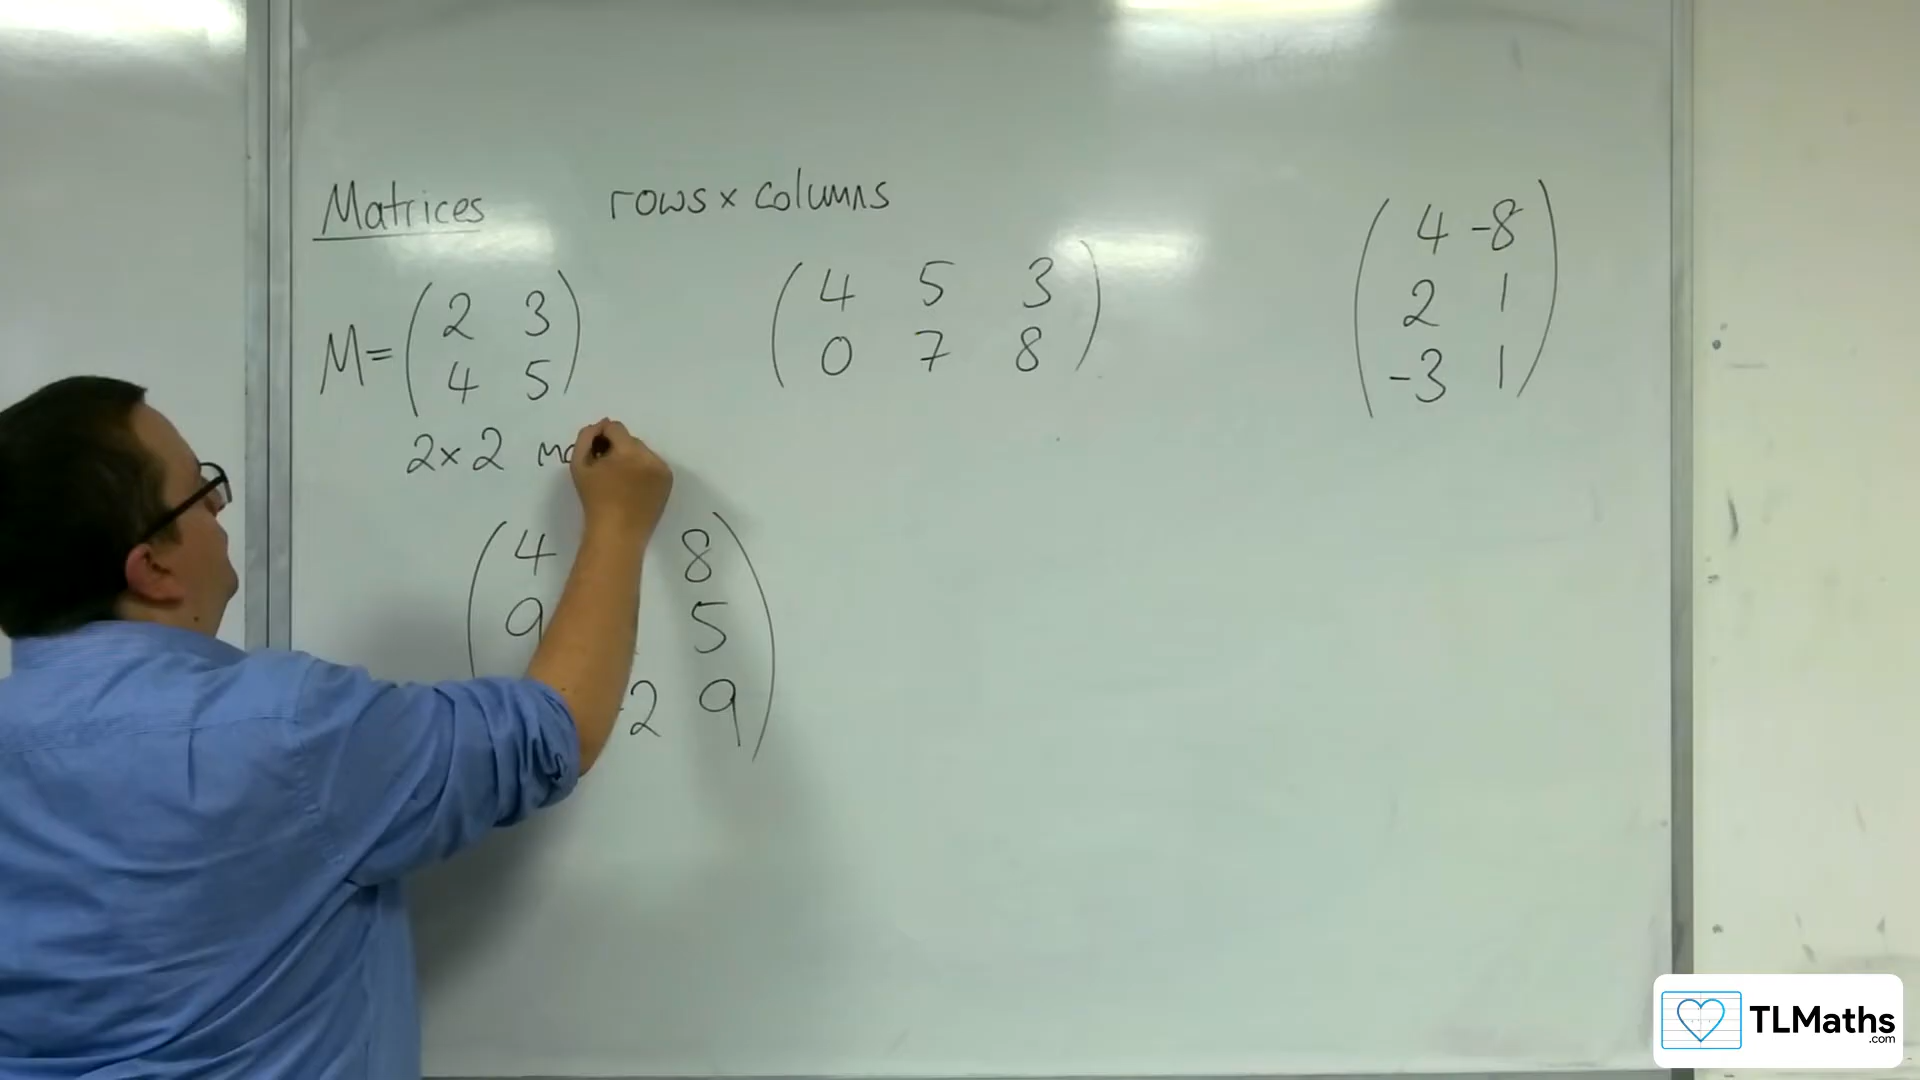 Matrices rows x columns
M = ( 2 3
4 5 )
( 4 5 3
0 7 8 )
( 4 -8
2 1
-3 1 )
2 x 2
( 4 8
9 5
2 9 )
TLMaths
.com